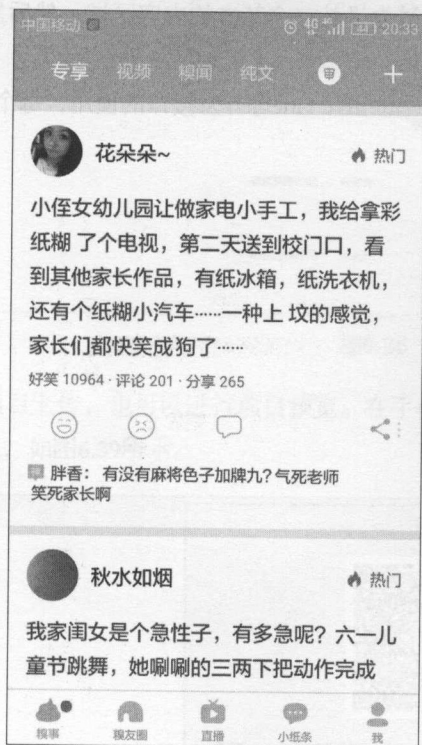 中国移动 4G 4G 20:33
专享 视频 糗闻 纯文 审 +
花朵朵~ 热门
小侄女幼儿园让做家电小手工，我给拿彩
纸糊 了个电视，第二天送到校门口，看
到其他家长作品，有纸冰箱，纸洗衣机，
还有个纸糊小汽车……一种上 坟的感觉，
家长们都快笑成狗了……
好笑 10964 · 评论 201 · 分享 265
胖香： 有没有麻将色子加牌九? 气死老师
笑死家长啊
秋水如烟 热门
我家闺女是个急性子，有多急呢？六一儿
童节跳舞，她唰唰的三两下把动作完成
糗事 糗友圈 直播 小纸条 我